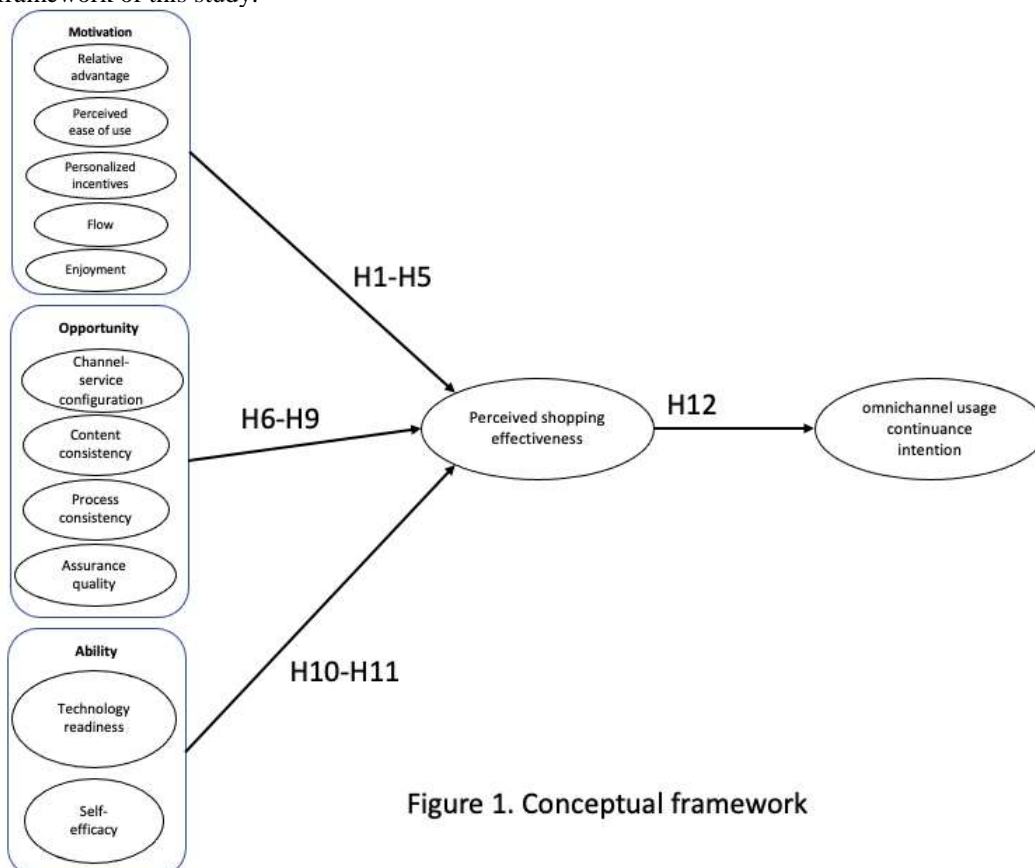 framework of this study.
Motivation
Relative
advantage
Perceived
ease of use
Personalized
incentives
Flow
Enjoyment
H1-H5
Opportunity
Channel-
service
configuration
Content
consistency
Process
consistency
Assurance
quality
H6-H9
Perceived shopping
effectiveness
H12
omnichannel usage
continuance
intention
Ability
Technology
readiness
Self-
efficacy
H10-H11
Figure 1. Conceptual framework